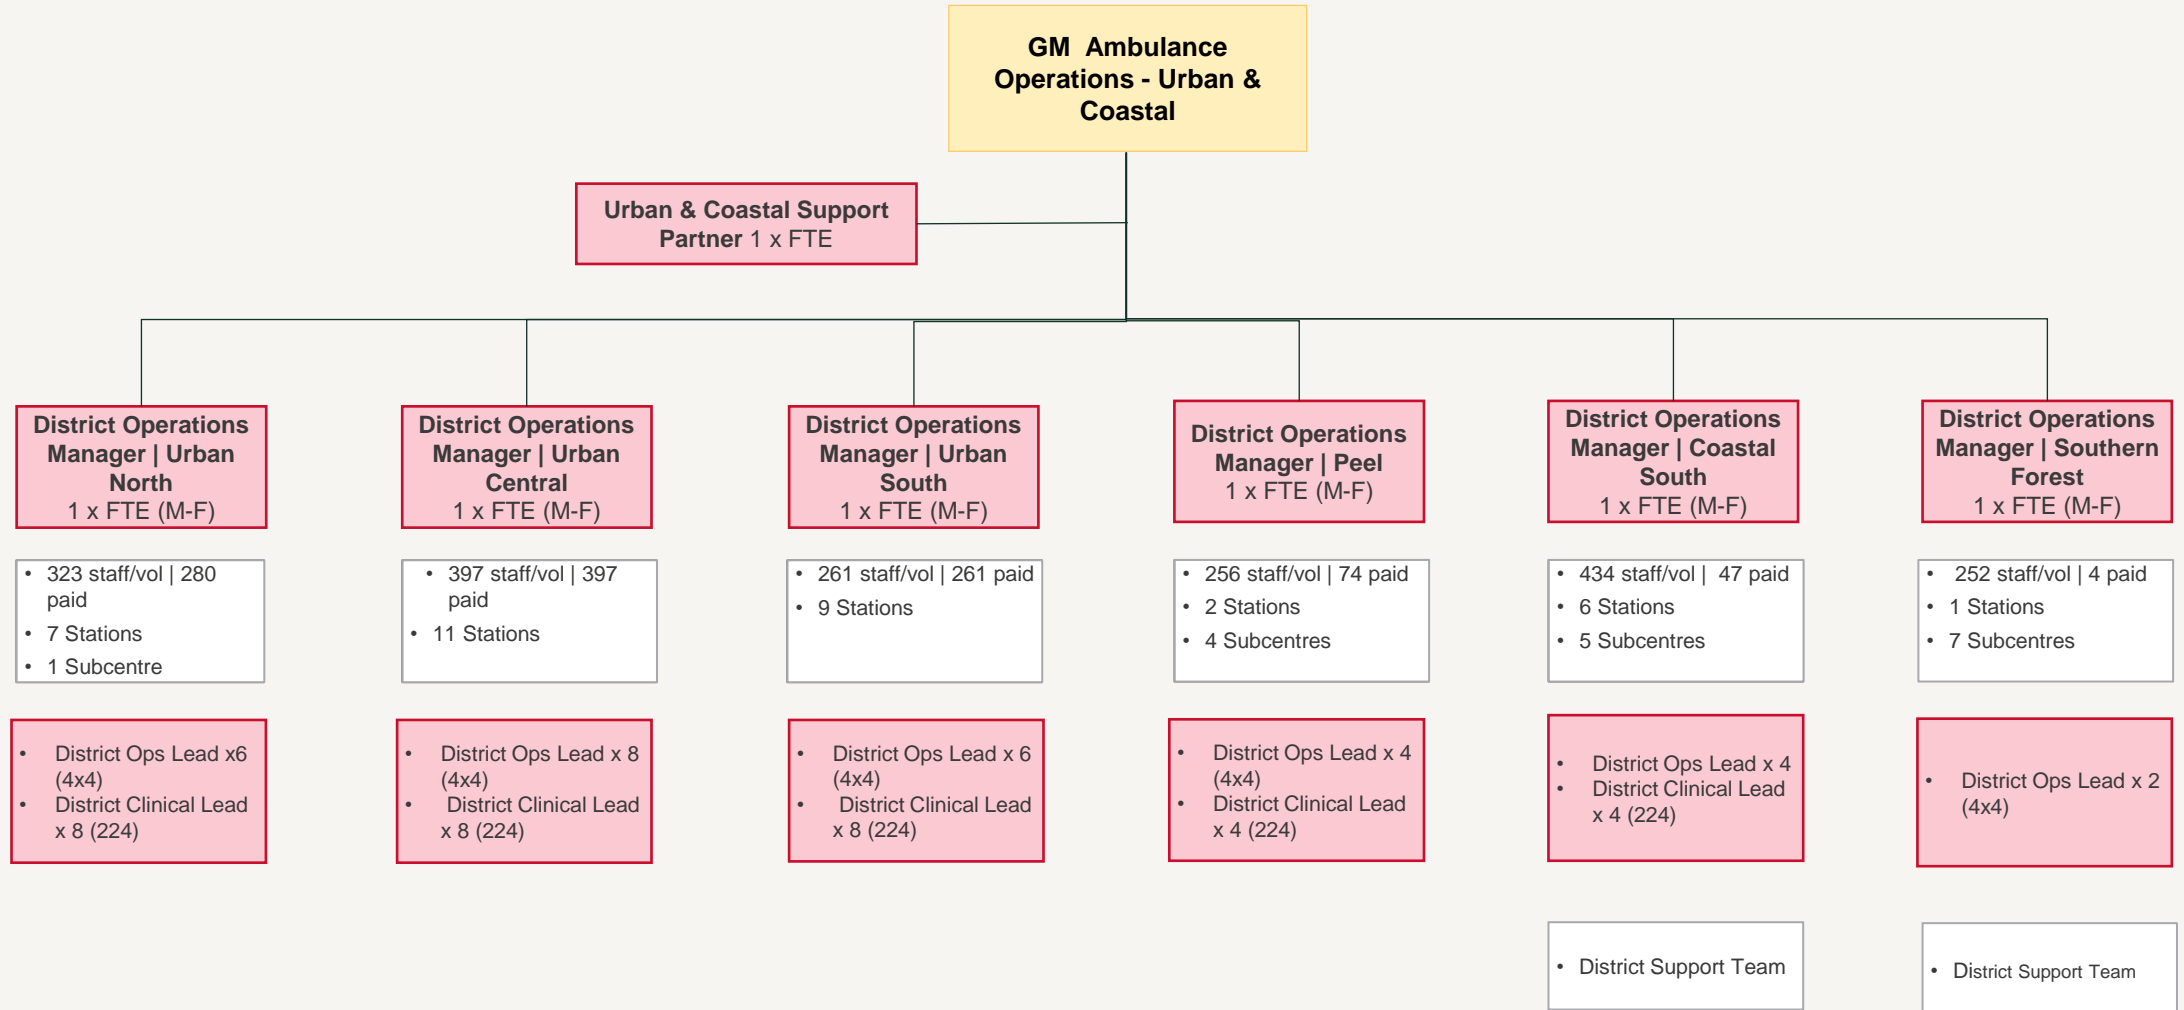 GM Ambulance
Operations - Urban &
Coastal
Urban & Coastal Support
Partner 1 x FTE
District Operations
Manager | Urban
North
1 x FTE (M-F)
• 323 staff/vol | 280
paid
• 7 Stations
• 1 Subcentre
• District Ops Lead x6
(4x4)
• District Clinical Lead
x 8 (224)
District Operations
Manager | Urban
Central
1 x FTE (M-F)
• 397 staff/vol | 397
paid
• 11 Stations
• District Ops Lead x 8
(4x4)
• District Clinical Lead
x 8 (224)
District Operations
Manager | Urban
South
1 x FTE (M-F)
• 261 staff/vol | 261 paid
• 9 Stations
• District Ops Lead x 6
(4x4)
• District Clinical Lead
x 8 (224)
District Operations
Manager | Peel
1 x FTE (M-F)
• 256 staff/vol | 74 paid
• 2 Stations
• 4 Subcentres
• District Ops Lead x 4
(4x4)
• District Clinical Lead
x 4 (224)
District Operations
Manager | Coastal
South
1 x FTE (M-F)
• 434 staff/vol | 47 paid
• 6 Stations
• 5 Subcentres
• District Ops Lead x 4
• District Clinical Lead
x 4 (224)
• District Support Team
District Operations
Manager | Southern
Forest
1 x FTE (M-F)
• 252 staff/vol | 4 paid
• 1 Stations
• 7 Subcentres
• District Ops Lead x 2
(4x4)
• District Support Team